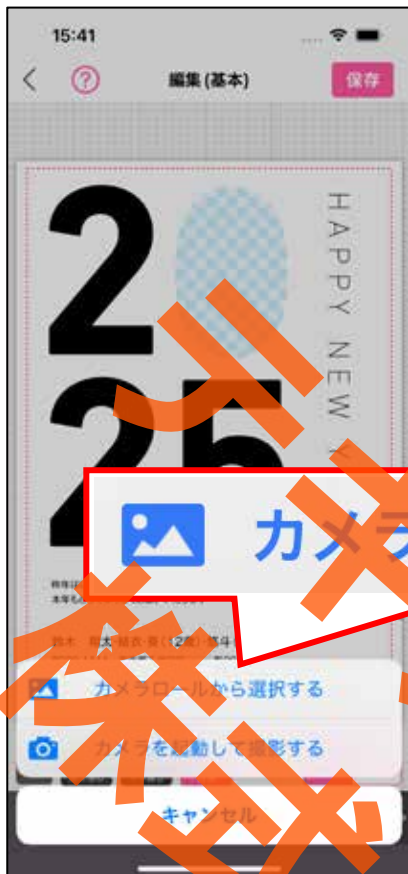 15:41
編集(基本)
保存
2
25
HAPPY NEW Y
カメラ
カメラロールから選択する
カメラを起動して撮影する
キャンセル